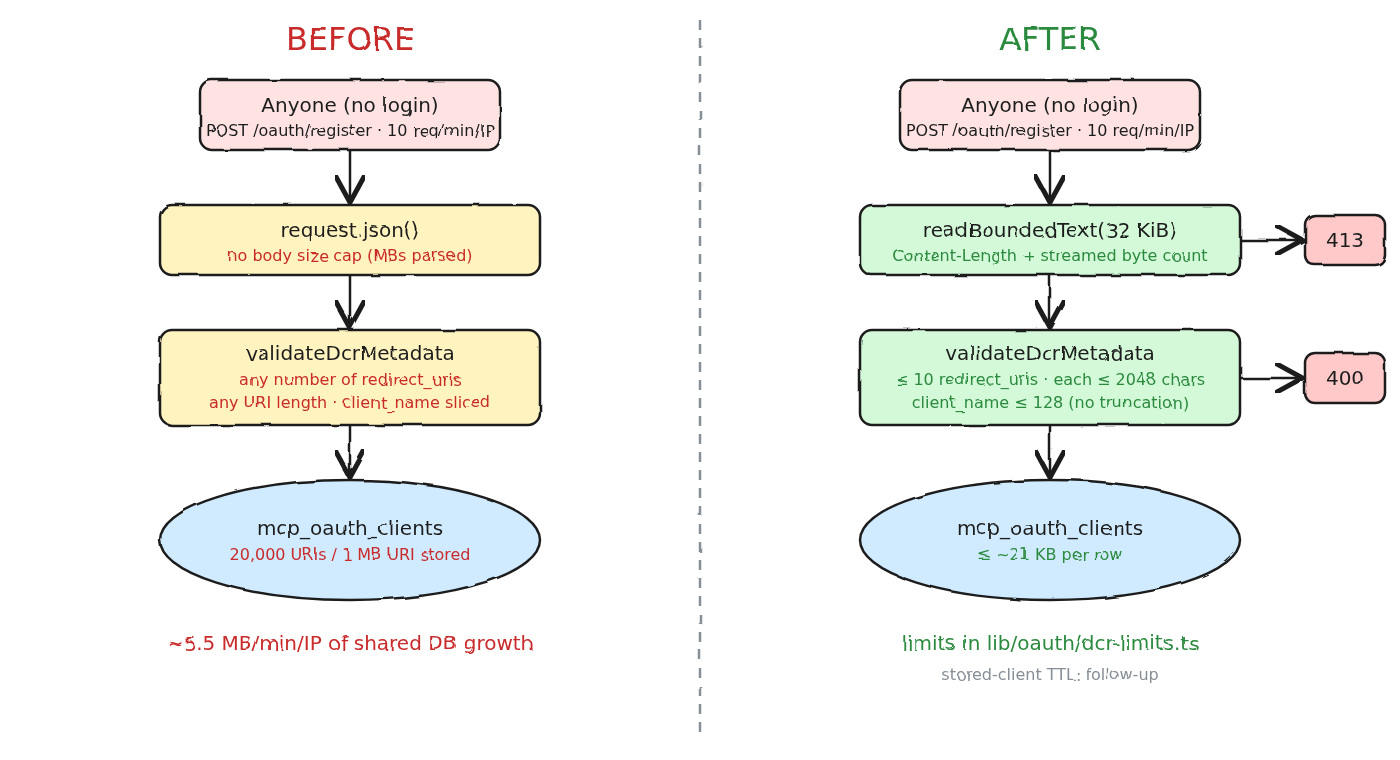 BEFORE
Anyone (no login)
POST /oauth/register · 10 req/min/IP
request.json()
no body size cap (MBs parsed)
validateDcrMetadata
any number of redirect_uris
any URI length · client_name sliced
mcp_oauth_clients
20,000 URIs / 1 MB URI stored
~5.5 MB/min/IP of shared DB growth
AFTER
Anyone (no login)
POST /oauth/register · 10 req/min/IP
readBoundedText(32 KiB)
Content-Length + streamed byte count
413
validateDcrMetadata
≤ 10 redirect_uris · each ≤ 2048 chars
client_name ≤ 128 (no truncation)
400
mcp_oauth_clients
≤ ~21 KB per row
limits in lib/oauth/dcr-limits.ts
stored-client TTL: follow-up